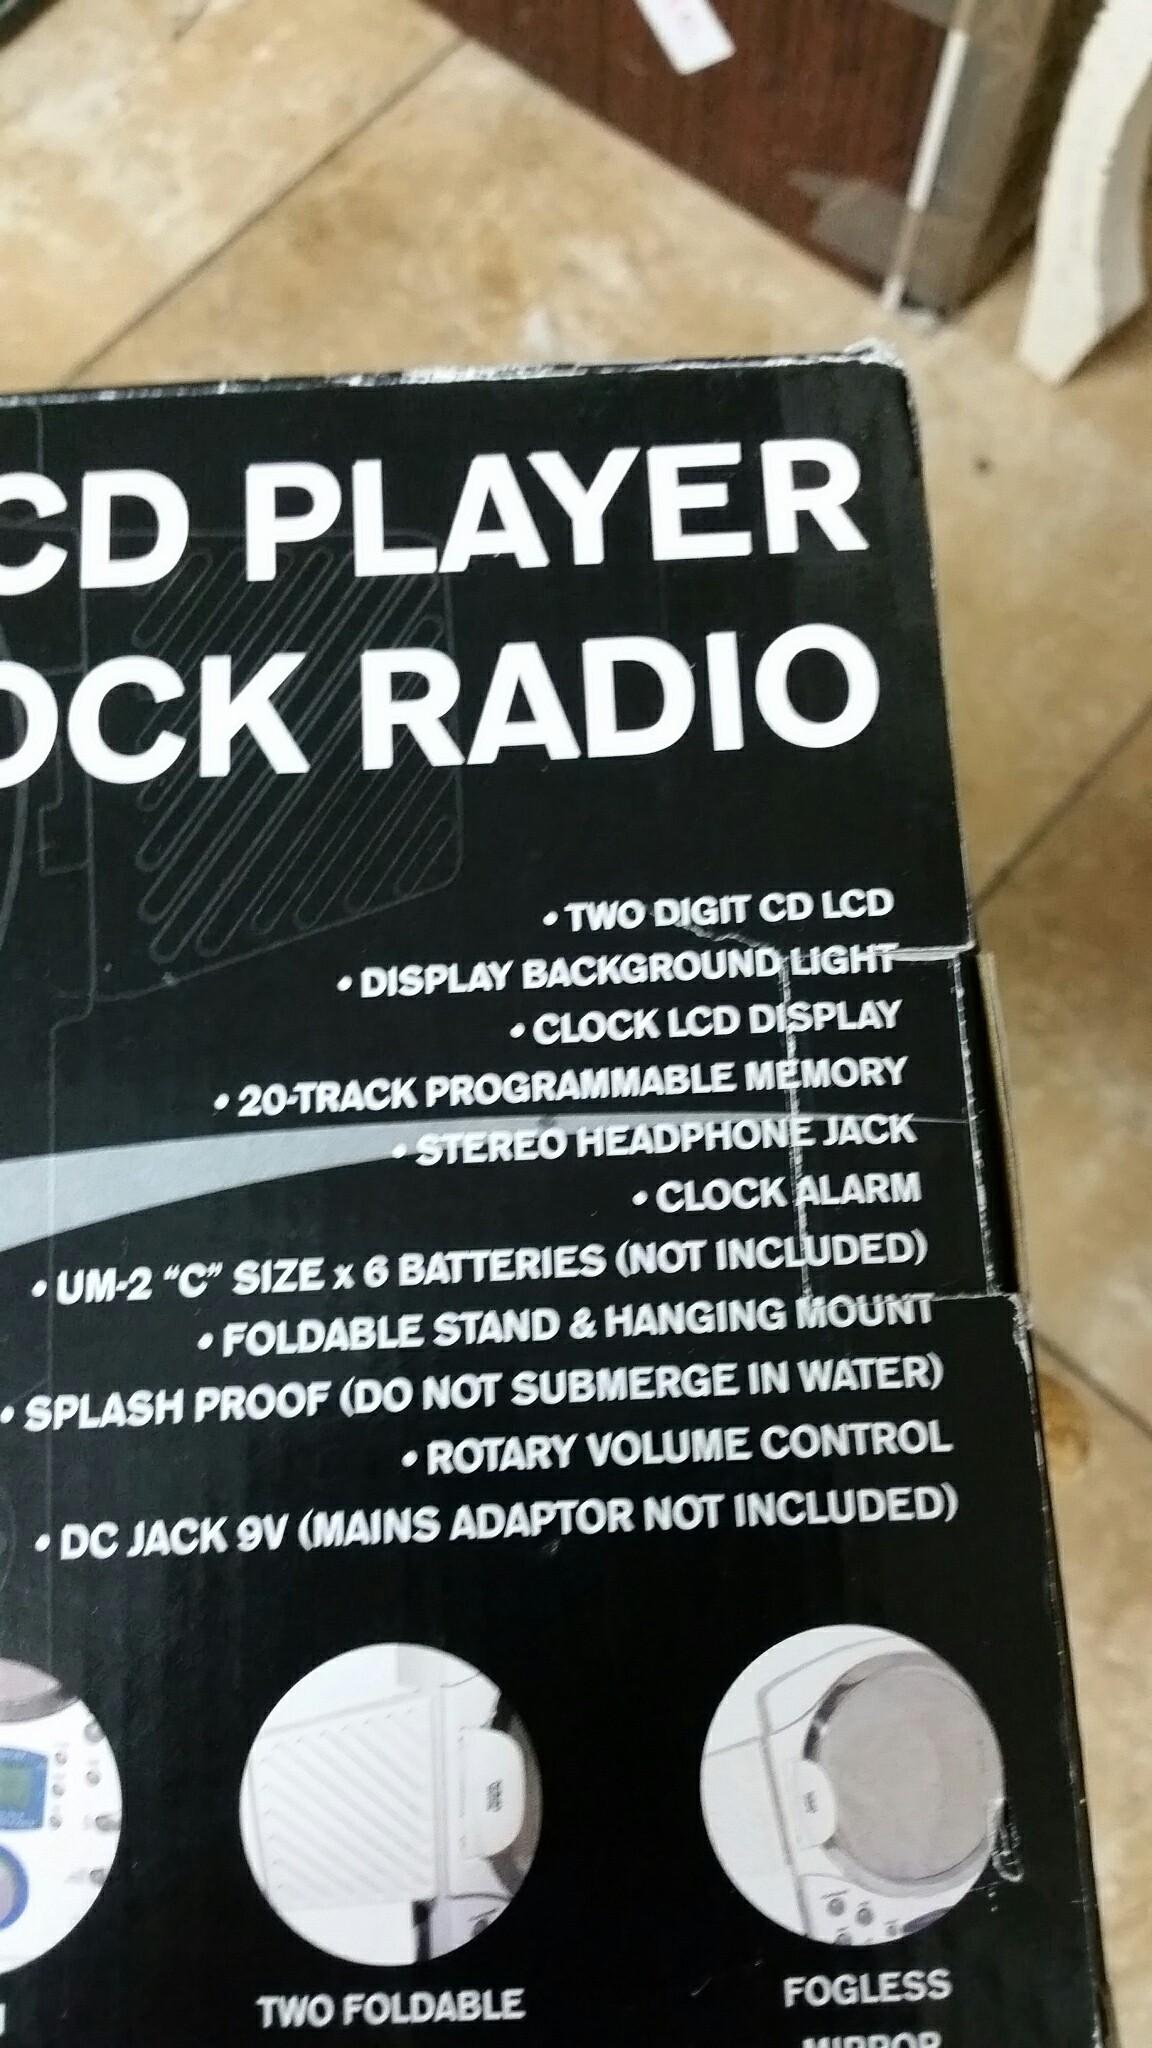 CD PLAYER
OCK RADIO
• TWO DIGIT CD LCD
• DISPLAY BACKGROUND LIGHT
• CLOCK LCD DISPLAY
• 20-TRACK PROGRAMMABLE MEMORY
• STEREO HEADPHONE JACK
• CLOCK ALARM
• UM-2 "C" SIZE x 6 BATTERIES (NOT INCLUDED)
• FOLDABLE STAND & HANGING MOUNT
• SPLASH PROOF (DO NOT SUBMERGE IN WATER)
• ROTARY VOLUME CONTROL
• DC JACK 9V (MAINS ADAPTOR NOT INCLUDED)
TWO FOLDABLE
FOGLESS
MIRROR